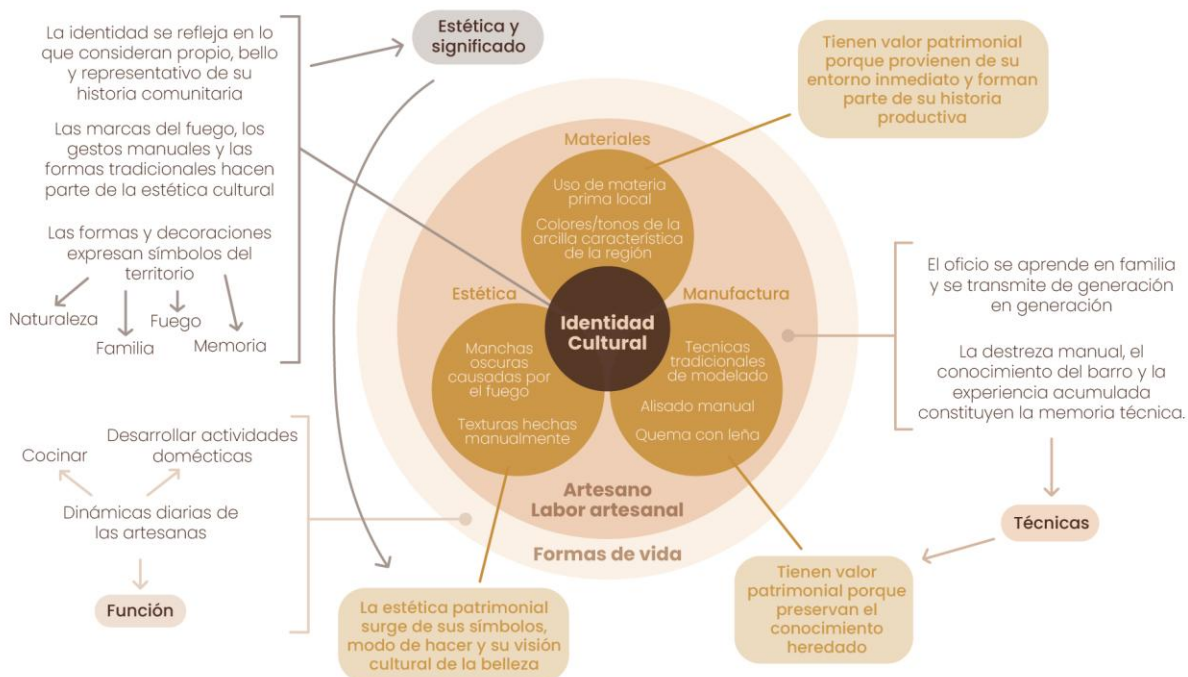 La identidad se refleja en lo
que consideran propio, bello
y representativo de su
historia comunitaria
Las marcas del fuego, los
gestos manuales y las
formas tradicionales hacen
parte de la estética cultural
Las formas y decoraciones
expresan símbolos del
territorio
Naturaleza
Familia
Fuego
Memoria
Estética y
significado
Tienen valor patrimonial
porque provienen de su
entorno inmediato y forman
parte de su historia
productiva
Materiales
Uso de materia
prima local
Colores/tonos de la
arcilla característica
de la región
Estética
Manchas
oscuras
causadas por
el fuego
Texturas hechas
manualmente
Identidad
Cultural
Manufactura
Tecnicas
tradicionales
de modelado
Alisado manual
Quema con leña
Artesano
Labor artesanal
Formas de vida
El oficio se aprende en familia
y se transmite de generación
en generación
La destreza manual, el
conocimiento del barro y la
experiencia acumulada
constituyen la memoria técnica.
Técnicas
Tienen valor
patrimonial porque
preservan el
conocimiento
heredado
Cocinar
Desarrollar actividades
domécticas
Dinámicas diarias de
las artesanas
Función
La estética patrimonial
surge de sus símbolos,
modo de hacer y su visión
cultural de la belleza